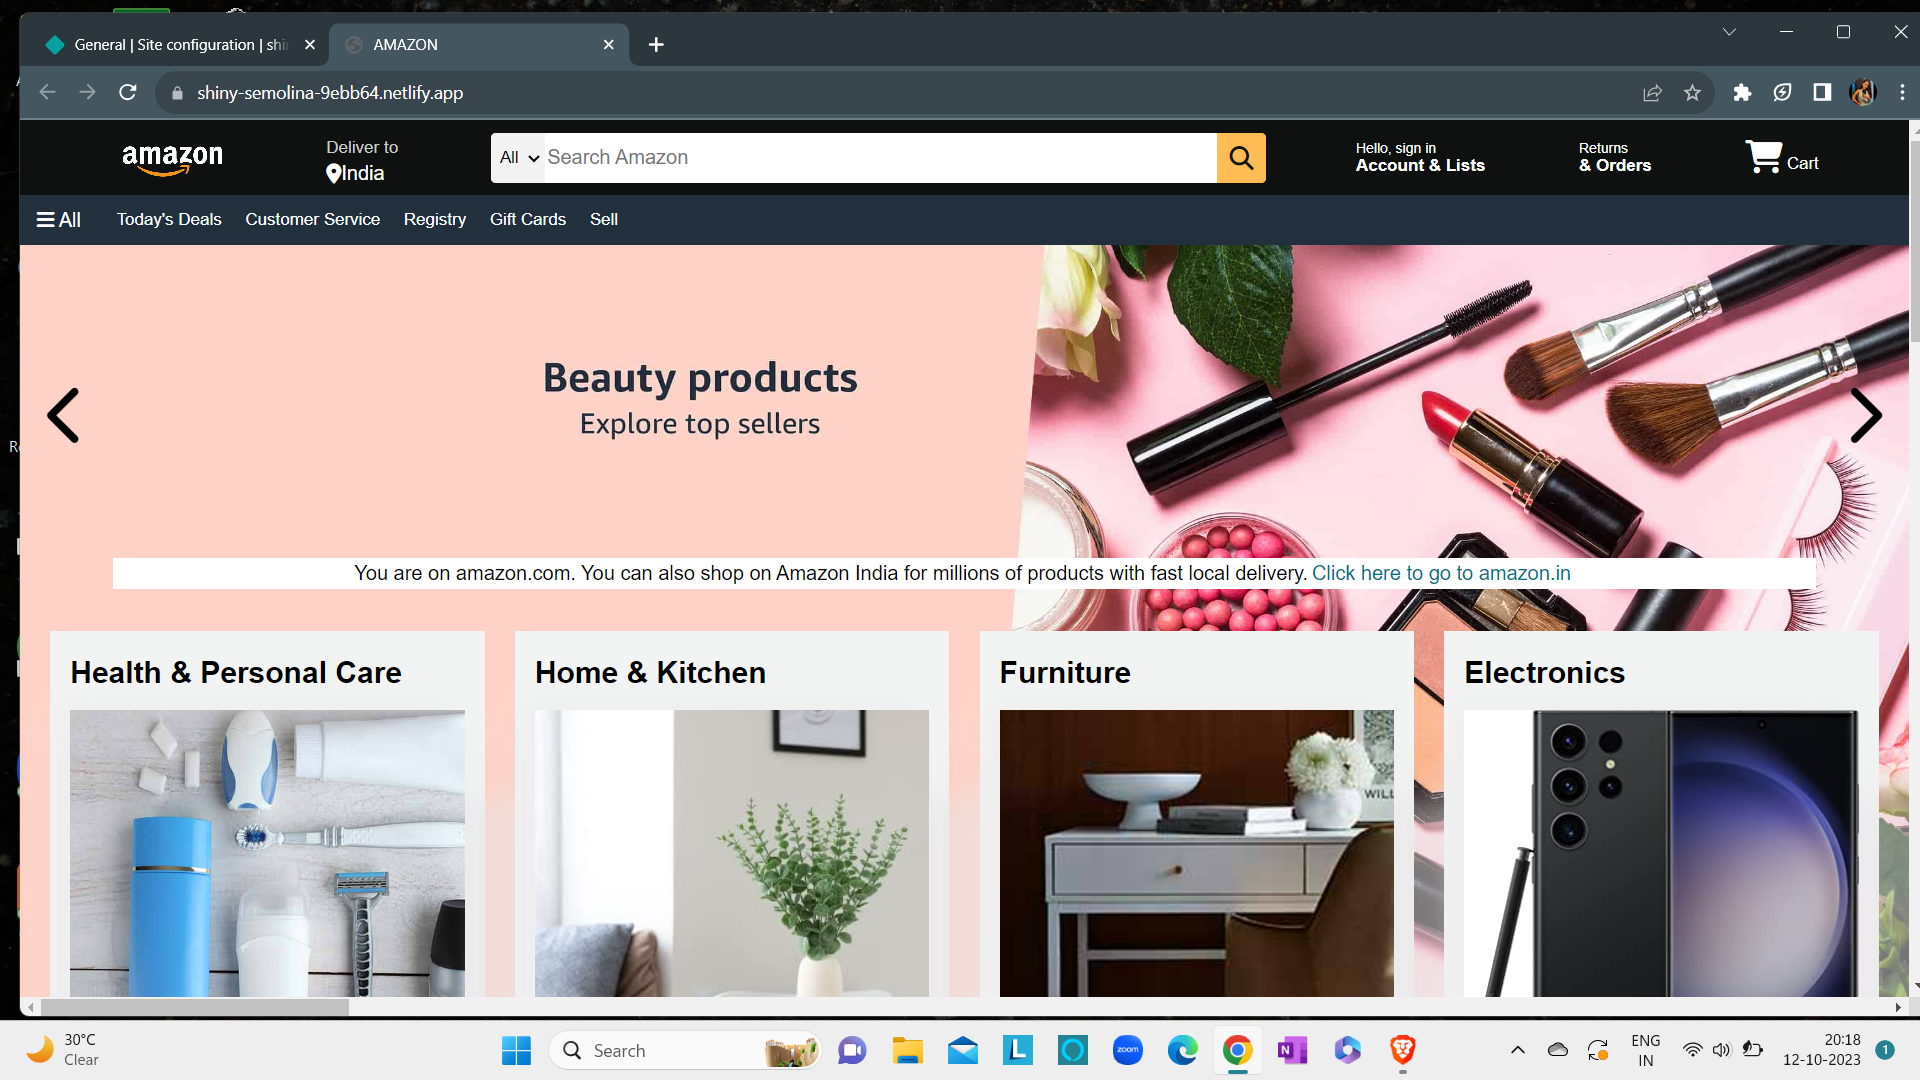 General | Site configuration | shi
AMAZON
shiny-semolina-9ebb64.netlify.app
amazon
Deliver to
India
All
Search Amazon
Hello, sign in
Account & Lists
Returns
& Orders
Cart
All
Today's Deals
Customer Service
Registry
Gift Cards
Sell
Beauty products
Explore top sellers
You are on amazon.com. You can also shop on Amazon India for millions of products with fast local delivery. Click here to go to amazon.in
Health & Personal Care
Home & Kitchen
Furniture
Electronics
WILL
30°C
Clear
Search
L
zoom
N
ENG
IN
20:18
12-10-2023
1